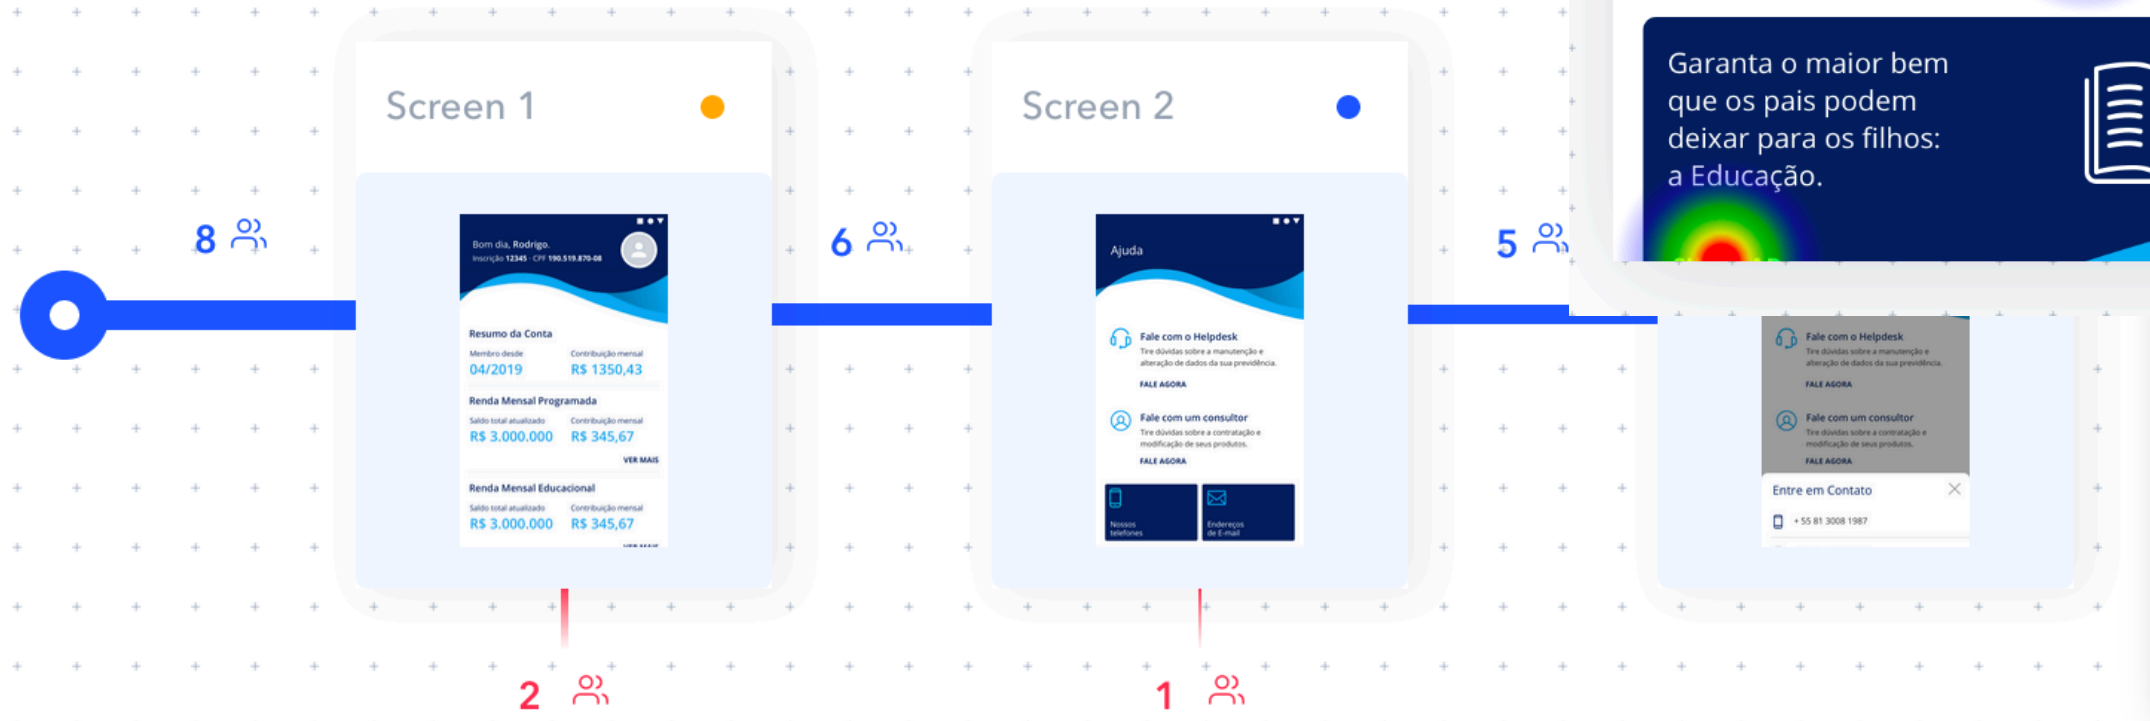 Screen 1
8
Bom dia, Rodrigo.
Inscrição 12345 · CPF 190.519.870-08
Resumo da Conta
Membro desde Contribuição mensal
04/2019 R$ 1350,43
Renda Mensal Programada
Saldo total atualizado Contribuição mensal
R$ 3.000.000 R$ 345,67
VER MAIS
Renda Mensal Educacional
Saldo total atualizado Contribuição mensal
R$ 3.000.000 R$ 345,67
VER MAIS
2
6
Screen 2
Ajuda
Fale com o Helpdesk
Tire dúvidas sobre a manutenção e
alteração de dados da sua previdência.
FALE AGORA
Fale com um consultor
Tire dúvidas sobre a contratação e
modificação de seus produtos.
FALE AGORA
Nossos
telefones
Endereços
de E-mail
1
5
Garanta o maior bem
que os pais podem
deixar para os filhos:
a Educação.
Fale com o Helpdesk
Tire dúvidas sobre a manutenção e
alteração de dados da sua previdência.
FALE AGORA
Fale com um consultor
Tire dúvidas sobre a contratação e
modificação de seus produtos.
FALE AGORA
Entre em Contato
+ 55 81 3008 1987